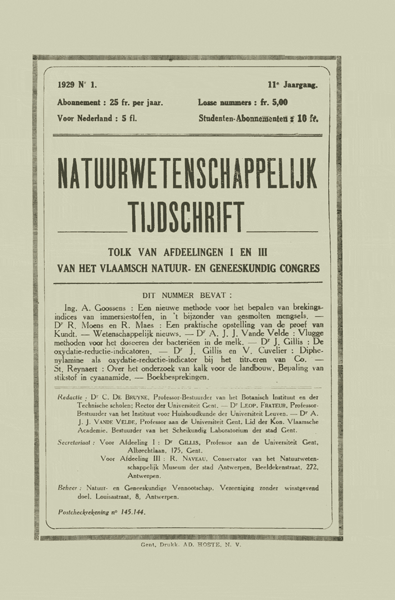 1929 N° 1.
11e Jaargang.
Abonnement : 25 fr. per jaar.
Losse nummers : fr. 5,00
Voor Nederland : 5 fl.
Studenten-Abonnementen : 10 fr.
NATUURWETENSCHAPPELIJK
TIJDSCHRIFT
TOLK VAN AFDEELINGEN I EN III
VAN HET VLAAMSCH NATUUR- EN GENEESKUNDIG CONGRES
DIT NUMMER BEVAT :
Ing. A. Goossens : Een nieuwe methode voor het bepalen van brekings-
indices van immersiestoffen, in 't bijzonder van gesmolten mengsels. —
Dr R. Moens en R. Maes : Een praktische opstelling van de proef van
Kundt. — Wetenschappelijk nieuws, — Dr A. J. J. Vande Velde : Vlugge
methoden voor het doseeren der bacteriëen in de melk. — Dr J. Gillis : De
oxydatie-reductie-indicatoren. — Dr J. Gillis en V. Cuvelier : Diphe-
nylamine als oxydatie-reductie-indicator bij het titreeren van Co. —
St. Reynaert : Over het onderzoek van kalk voor de landbouw, Bepaling van
stikstof in cyaanamide. — Boekbesprekingen.
Redactie : Dr C. De Bruyne, Professor-Bestuurder van het Botanisch Instituut en der
Technische scholen; Rector der Universiteit Gent. — Dr Leop. Frateur, Professor-
Bestuurder van het Instituut voor Huishoudkunde der Universiteit Leuven. — Dr A.
J. J. Vande Velde, Professor aan de Universiteit Gent, Lid der Kon. Vlaamsche
Academie. Bestuurder van het Scheikundig Laboratorium der stad Gent.
Secretariaat : Voor Afdeeling I : Dr Gillis, Professor aan de Universiteit Gent,
Albrechtlaan, 175, Gent.
Voor Afdeeling III : R. Naveau. Conservator van het Natuurweten-
schappelijk Museum der stad Antwerpen, Beeldekenstraat, 272,
Antwerpen.
Beheer : Natuur- en Geneeskundige Vennootschap, Vereeniging zonder winstgevend
doel, Louisastraat, 8, Antwerpen.
Postcheckrekening n° 145.144.
Gent, Drukk. AD. HOSTE, N. V.